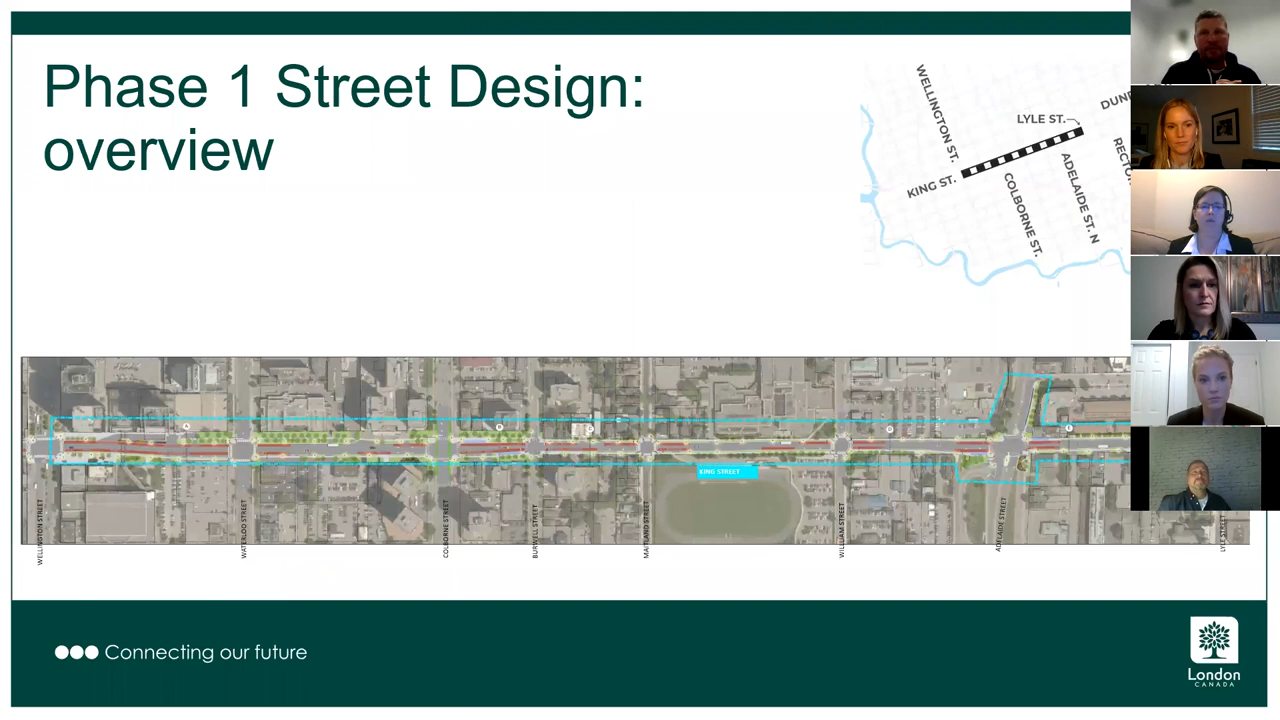 Phase 1 Street Design:
overview
WELLINGTON ST.
LYLE ST.
KING ST.
COLBORNE ST.
ADELAIDE ST. N
KING STREET
WELLINGTON STREET
WATERLOO STREET
COLBORNE STREET
BURWELL STREET
MAITLAND STREET
WILLIAM STREET
ADELAIDE STREET
LYLE STREET
Connecting our future
London
CANADA